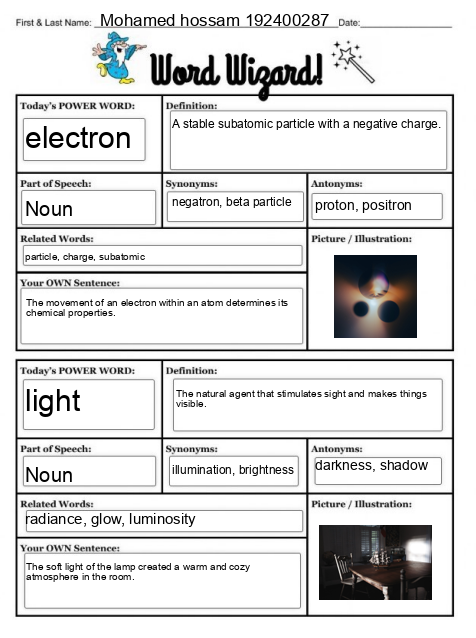 First & Last Name: Mohamed hossam 192400287 Date:
Word Wizard!
Today's POWER WORD:
electron
Definition:
A stable subatomic particle with a negative charge.
Part of Speech:
Noun
Synonyms:
negatron, beta particle
Antonyms:
proton, positron
Related Words:
particle, charge, subatomic
Picture / Illustration:
Your OWN Sentence:
The movement of an electron within an atom determines its
chemical properties.
Today's POWER WORD:
light
Definition:
The natural agent that stimulates sight and makes things
visible.
Part of Speech:
Noun
Synonyms:
illumination, brightness
Antonyms:
darkness, shadow
Related Words:
radiance, glow, luminosity
Picture / Illustration:
Your OWN Sentence:
The soft light of the lamp created a warm and cozy
atmosphere in the room.